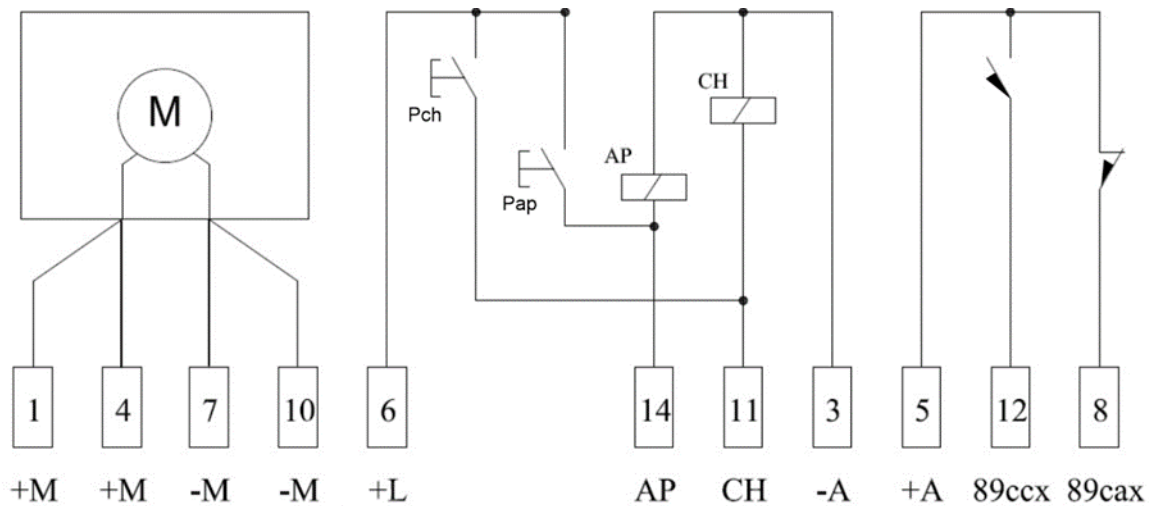 M
CH
Pch
AP
Pap
1 4 7 10 6 14 11 3 5 12 8
+M +M -M -M +L AP CH -A +A 89ccx 89cax